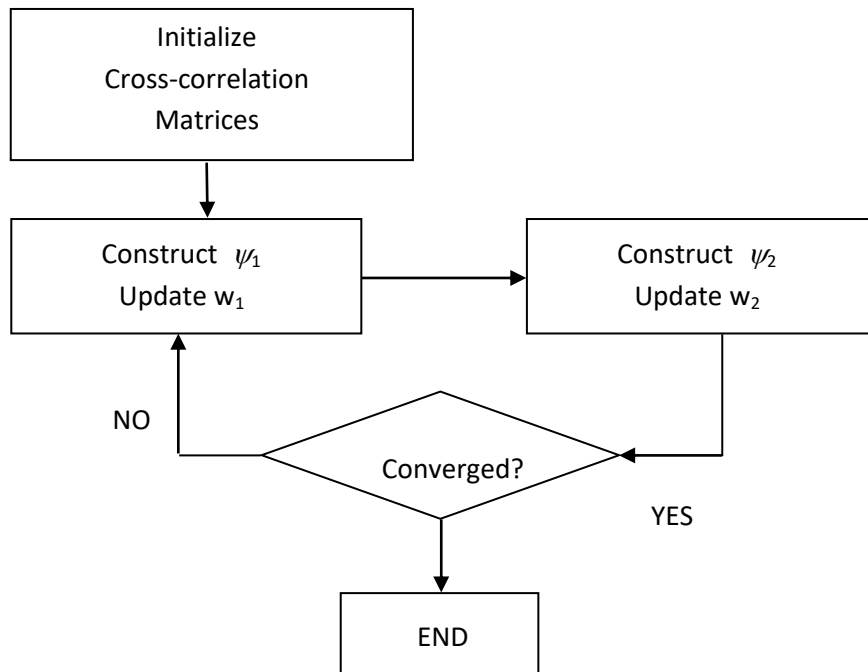 Initialize
Cross-correlation
Matrices
Construct ψ₁
Update w₁
Construct ψ₂
Update w₂
NO
Converged?
YES
END